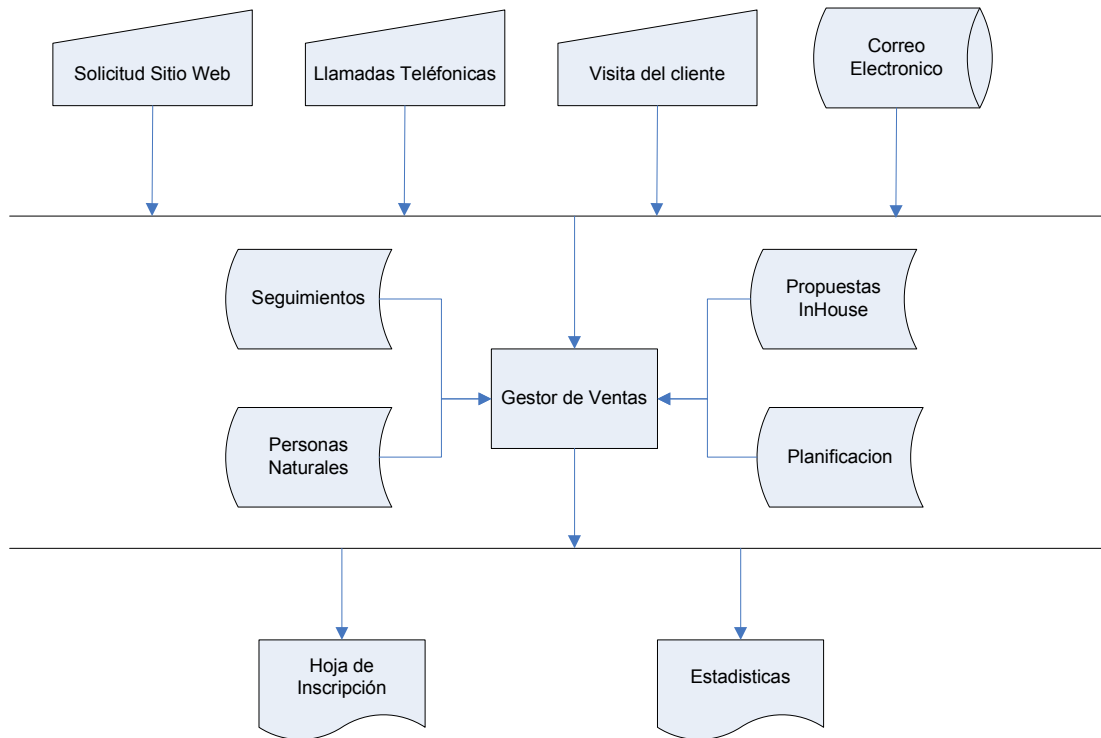 Solicitud Sitio Web
Llamadas Teléfonicas
Visita del cliente
Correo
Electronico
Seguimientos
Propuestas
InHouse
Gestor de Ventas
Personas
Naturales
Planificacion
Hoja de
Inscripción
Estadisticas